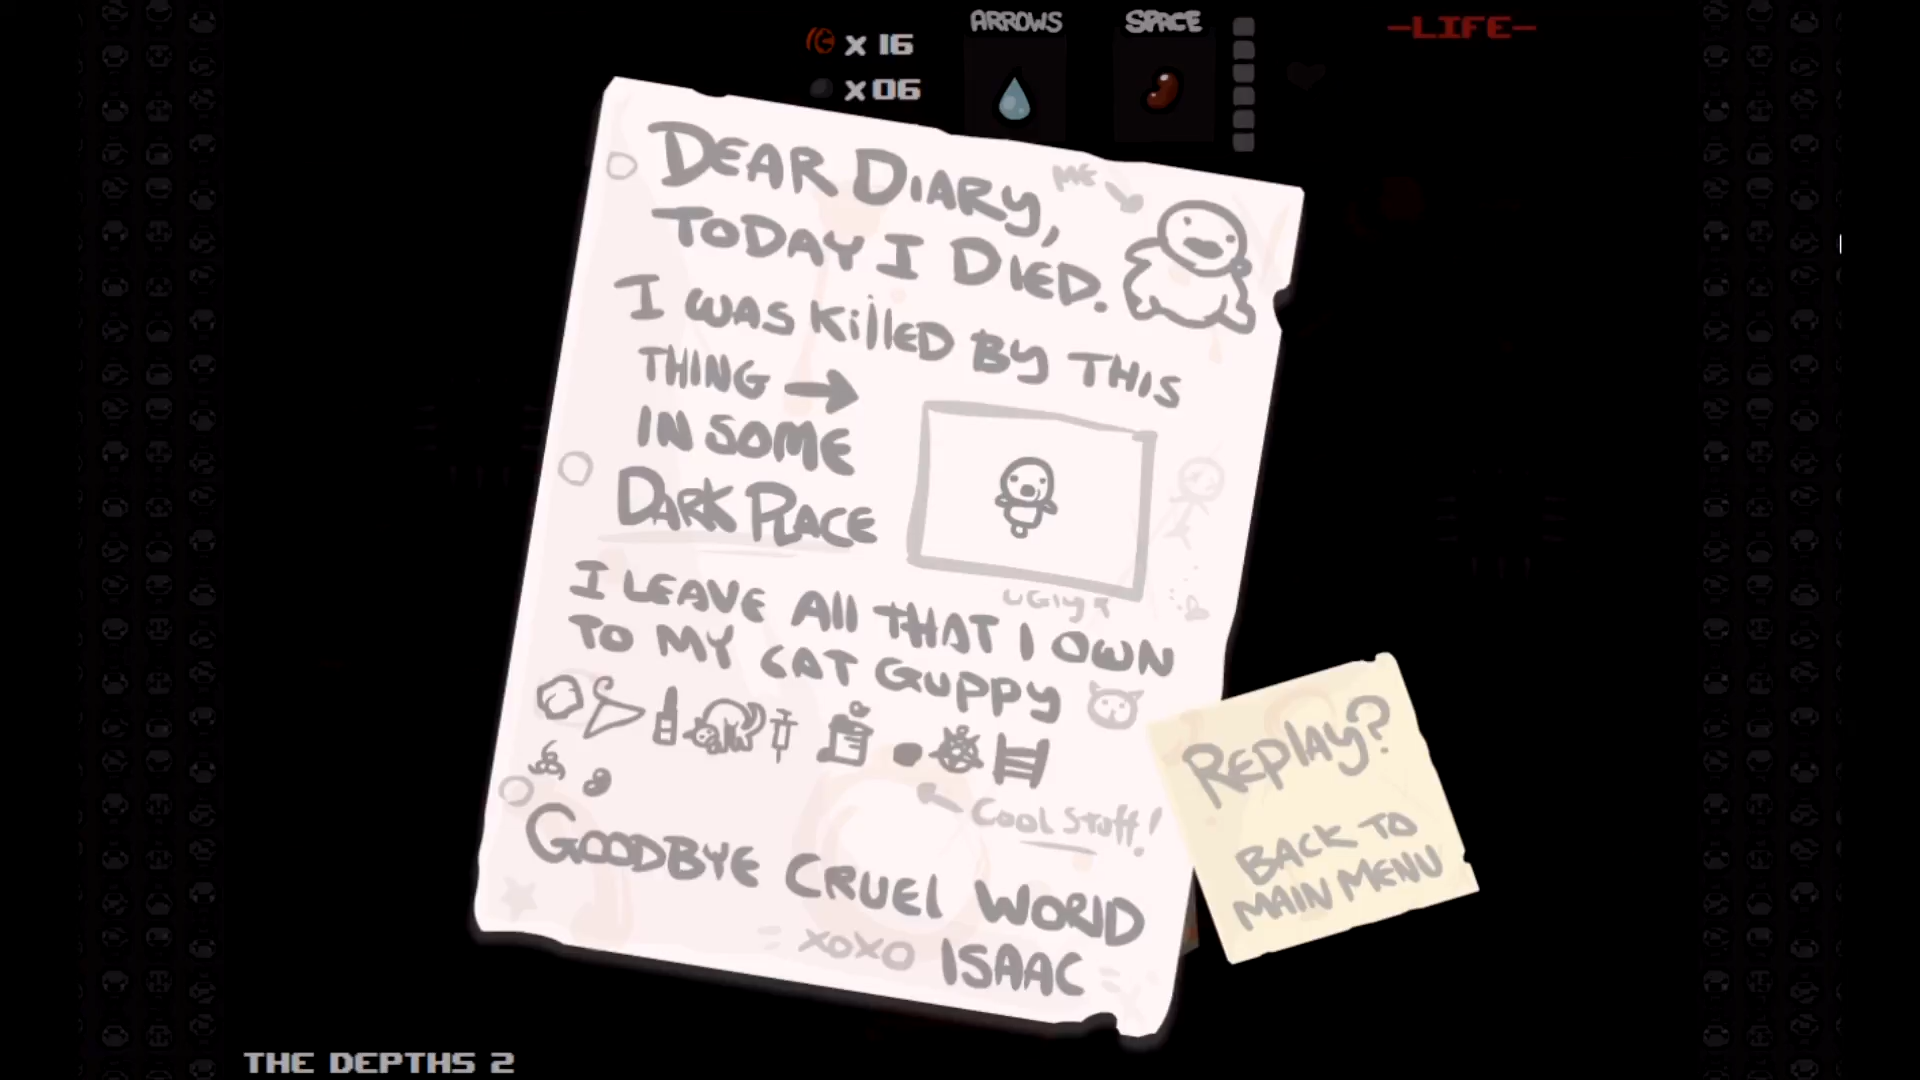 x 16
x 06
ARROWS
SPACE
-LIFE-
DEAR DIARY,
TODAY I DIED.
ME
I WAS KillED BY THIS
THING →
IN SOME
DARK PLACE
UGLY
I LEAVE All THAT I OWN
TO MY CAT GUPPY
COOL STUFF!
GOODBYE CRUEL WORLD
XOXO ISAAC
REPLAY?
BACK TO
MAIN MENU
THE DEPTHS 2